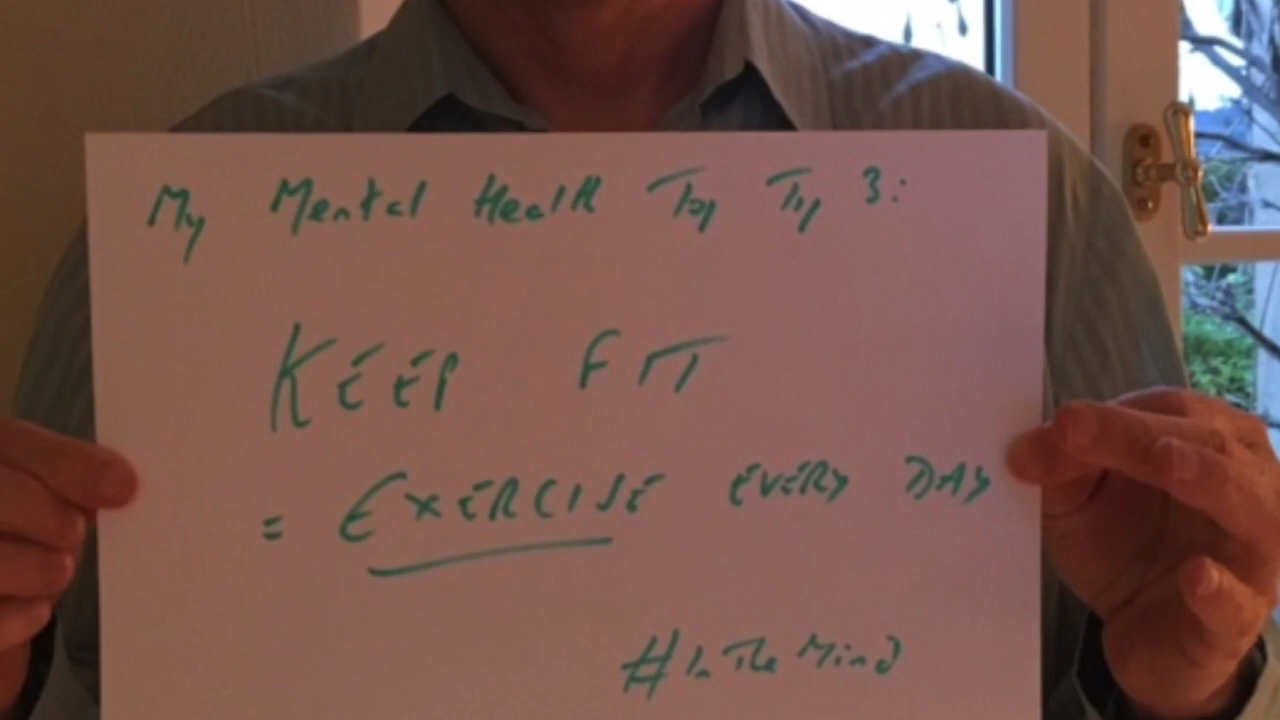 My Mental Health Top Tip 3:
KEEP FIT
= EXERCISE EVERY DAY
#InTheMind